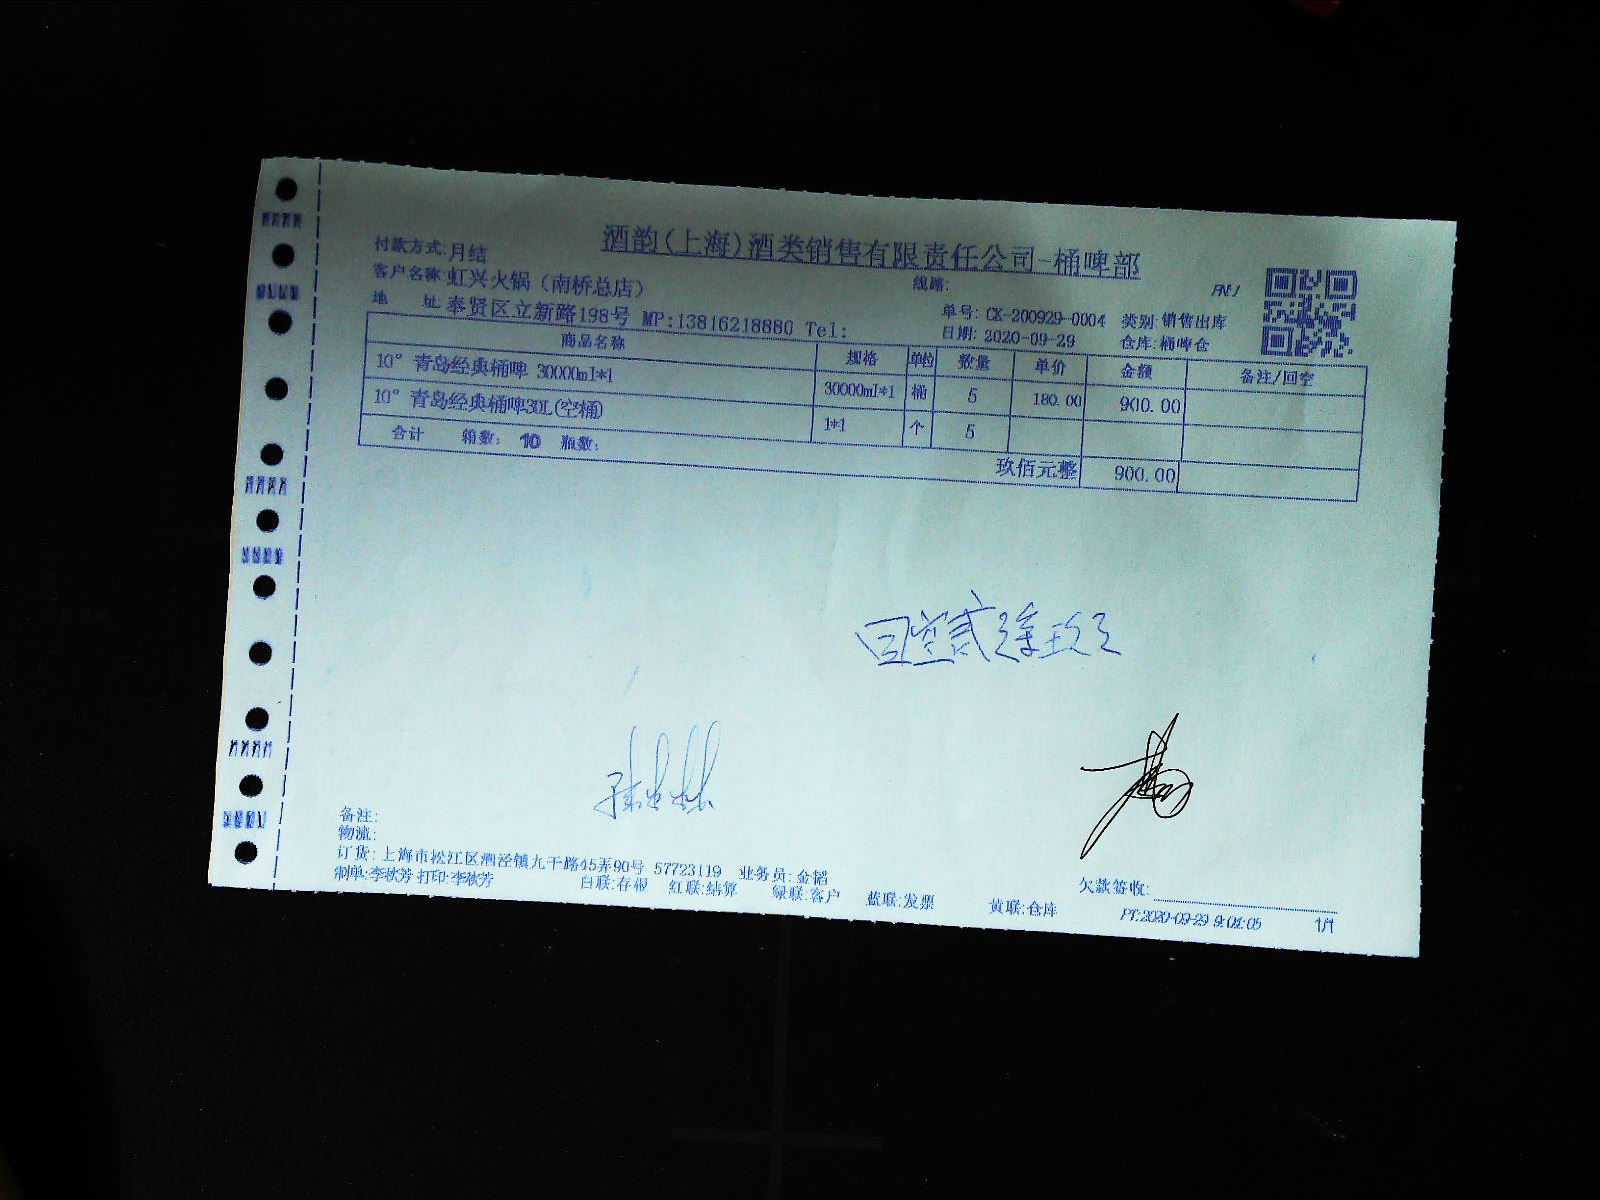 酒韵(上海)酒类销售有限责任公司-桶啤部
付款方式:月结
客户名称:虹兴火锅（南桥总店） 线路:
地 址:奉贤区立新路198号 MP:13816218880 Tel:
单号: CK-200929-0004 类别:销售出库
日期: 2020-09-29 仓库:桶啤仓
商品名称 规格 单位 数量 单价 金额 备注/回空
10° 青岛经典桶啤 30000ml*1 30000ml*1 桶 5 180.00 900.00
10° 青岛经典桶啤30L(空桶) 1*1 个 5
合计 箱数: 10 瓶数: 玖佰元整 900.00
回空贰
备注:
物流:
订货: 上海市松江区泗泾镇九干路45弄90号 57723119 业务员:金韬
制单:李秋芳 打印:李秋芳 白联:存根 红联:结算 绿联:客户 蓝联:发票 黄联:仓库
欠款签收:
PT:2020-09-29 9:01:05 1/1